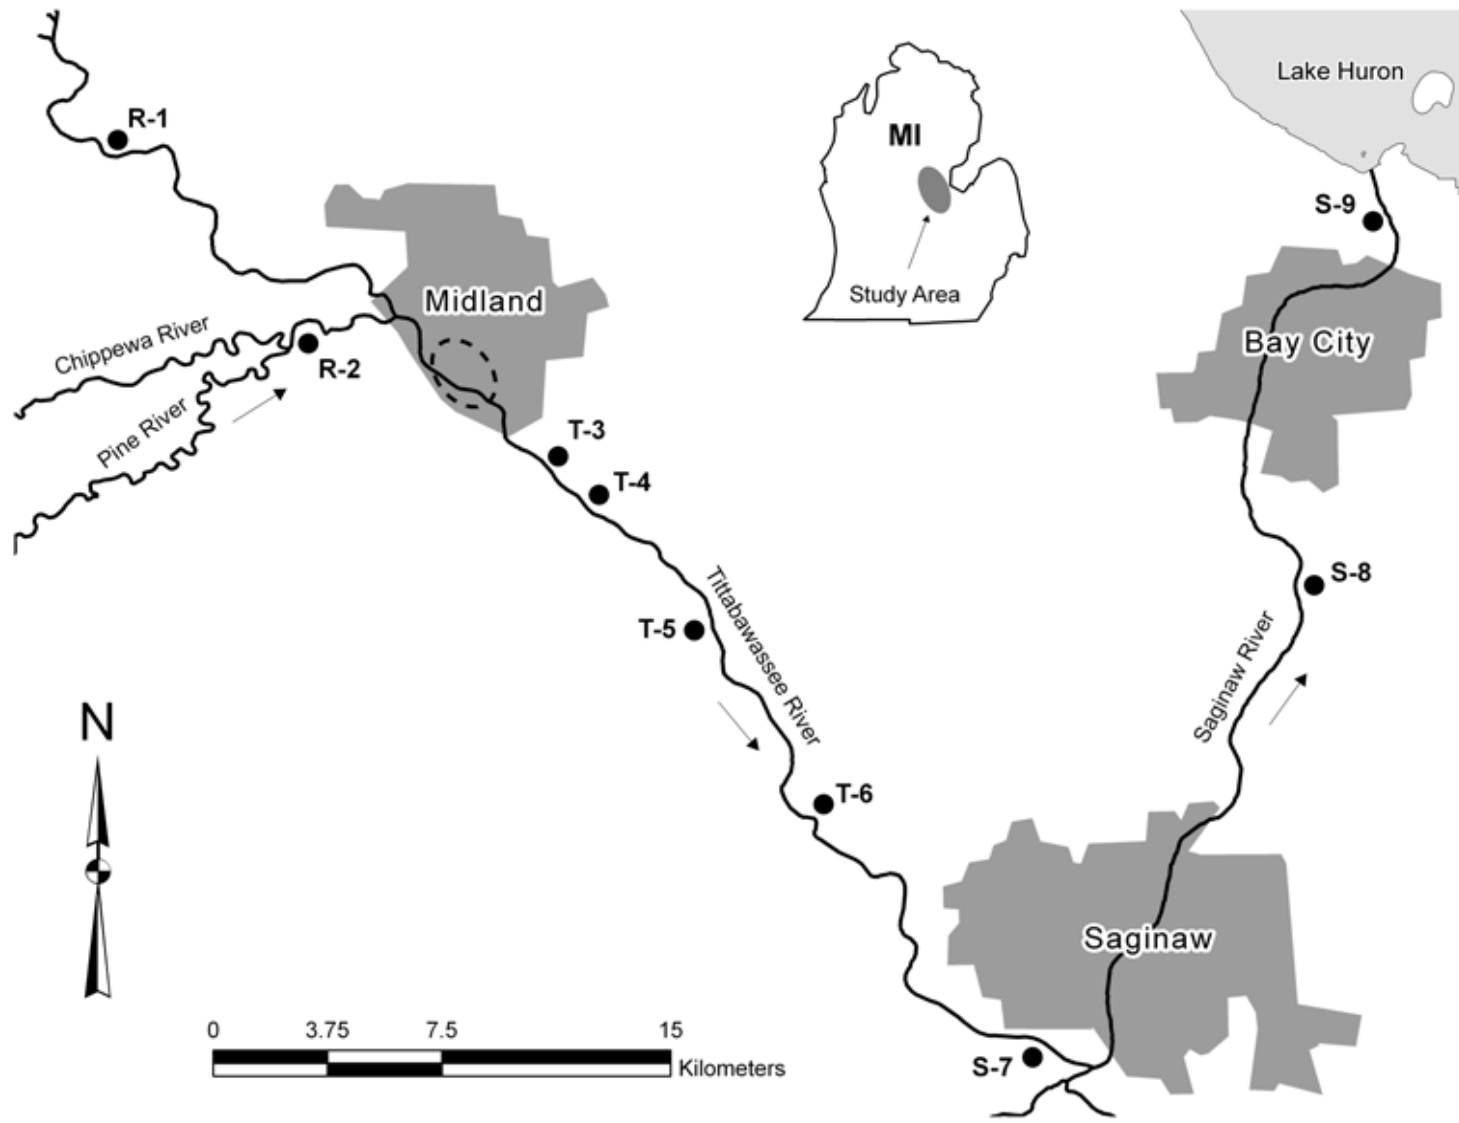 R-1
MI
Lake Huron
S-9
Study Area
Midland
Chippewa River
R-2
Bay City
Pine River
T-3
T-4
T-5
Tittabawassee River
S-8
Saginaw River
N
T-6
Saginaw
0 3.75 7.5 15
Kilometers
S-7